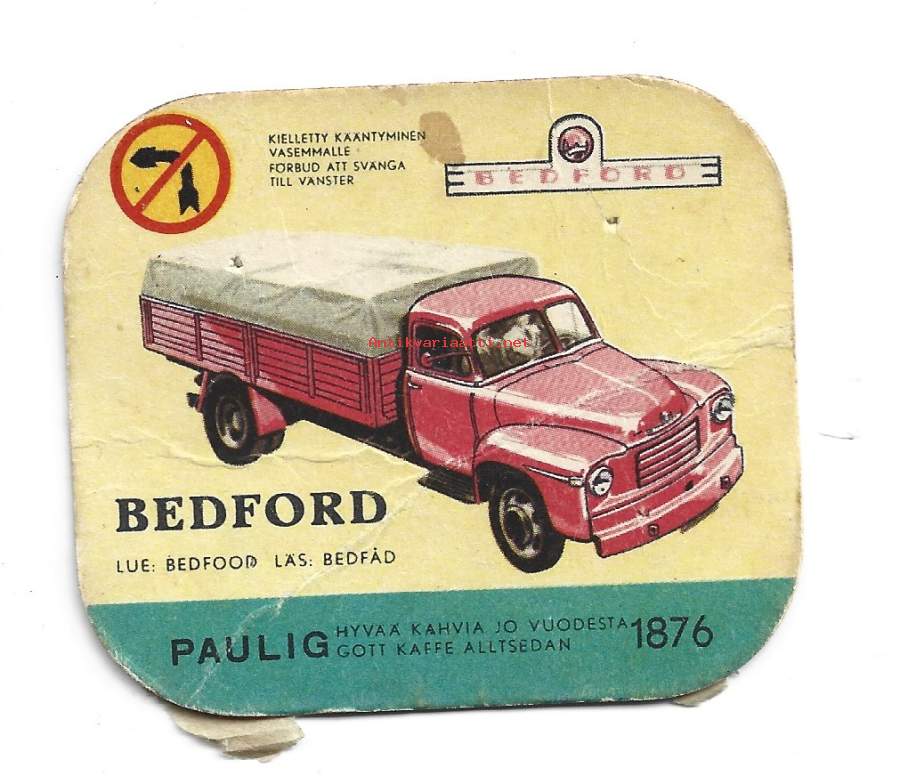 KIELLETTY KÄÄNTYMINEN
VASEMMALLE
FÖRBUD ATT SVÄNGA
TILL VÄNSTER
BEDFORD
Antikvariaatti.net
BEDFORD
LUE: BEDFOOD LÄS: BEDFÅD
PAULIG HYVÄÄ KAHVIA JO VUODESTA 1876
GOTT KAFFE ALLTSEDAN